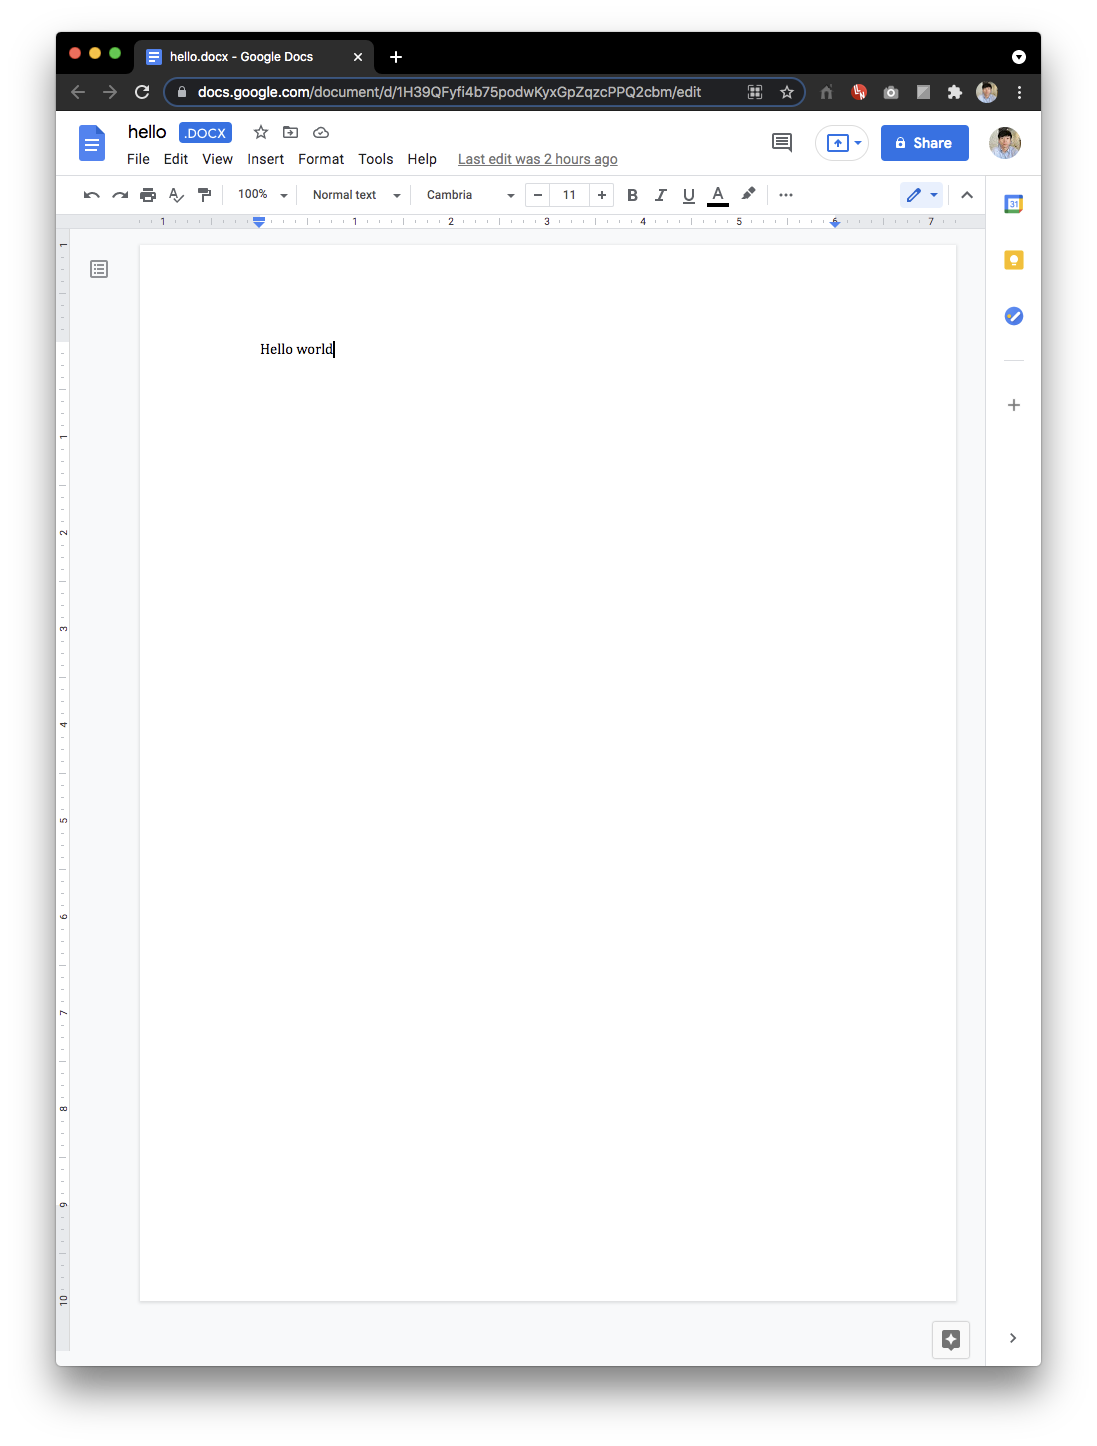 hello.docx - Google Docs
docs.google.com/document/d/1H39QFyfi4b75podwKyxGpZqzcPPQ2cbm/edit
hello .DOCX
File Edit View Insert Format Tools Help Last edit was 2 hours ago
Share
100% Normal text Cambria 11 B I U A
1 1 2 3 4 5 6 7
31
Hello world
1
1
2
3
4
5
6
7
8
9
10